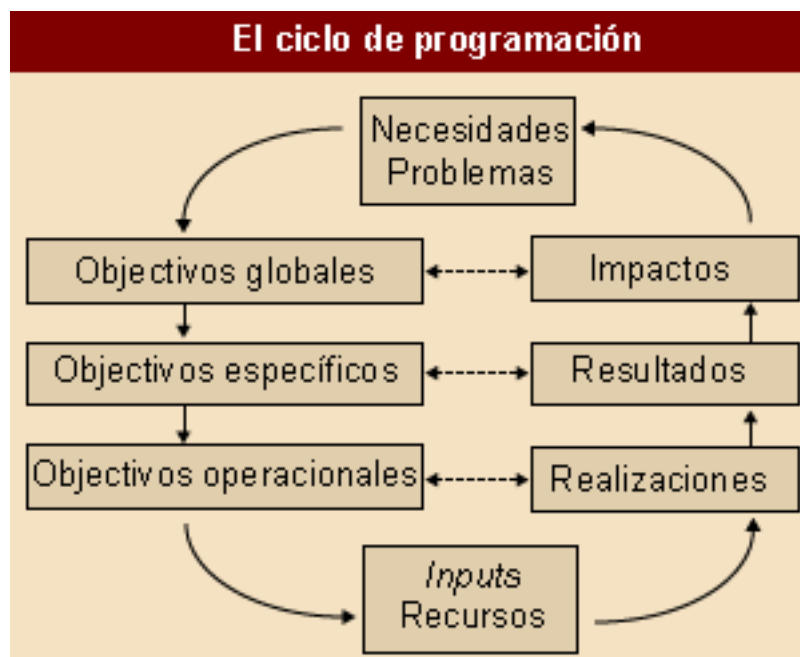 El ciclo de programación
Necesidades
Problemas
Objectivos globales
Impactos
Objectivos específicos
Resultados
Objectivos operacionales
Realizaciones
Inputs
Recursos